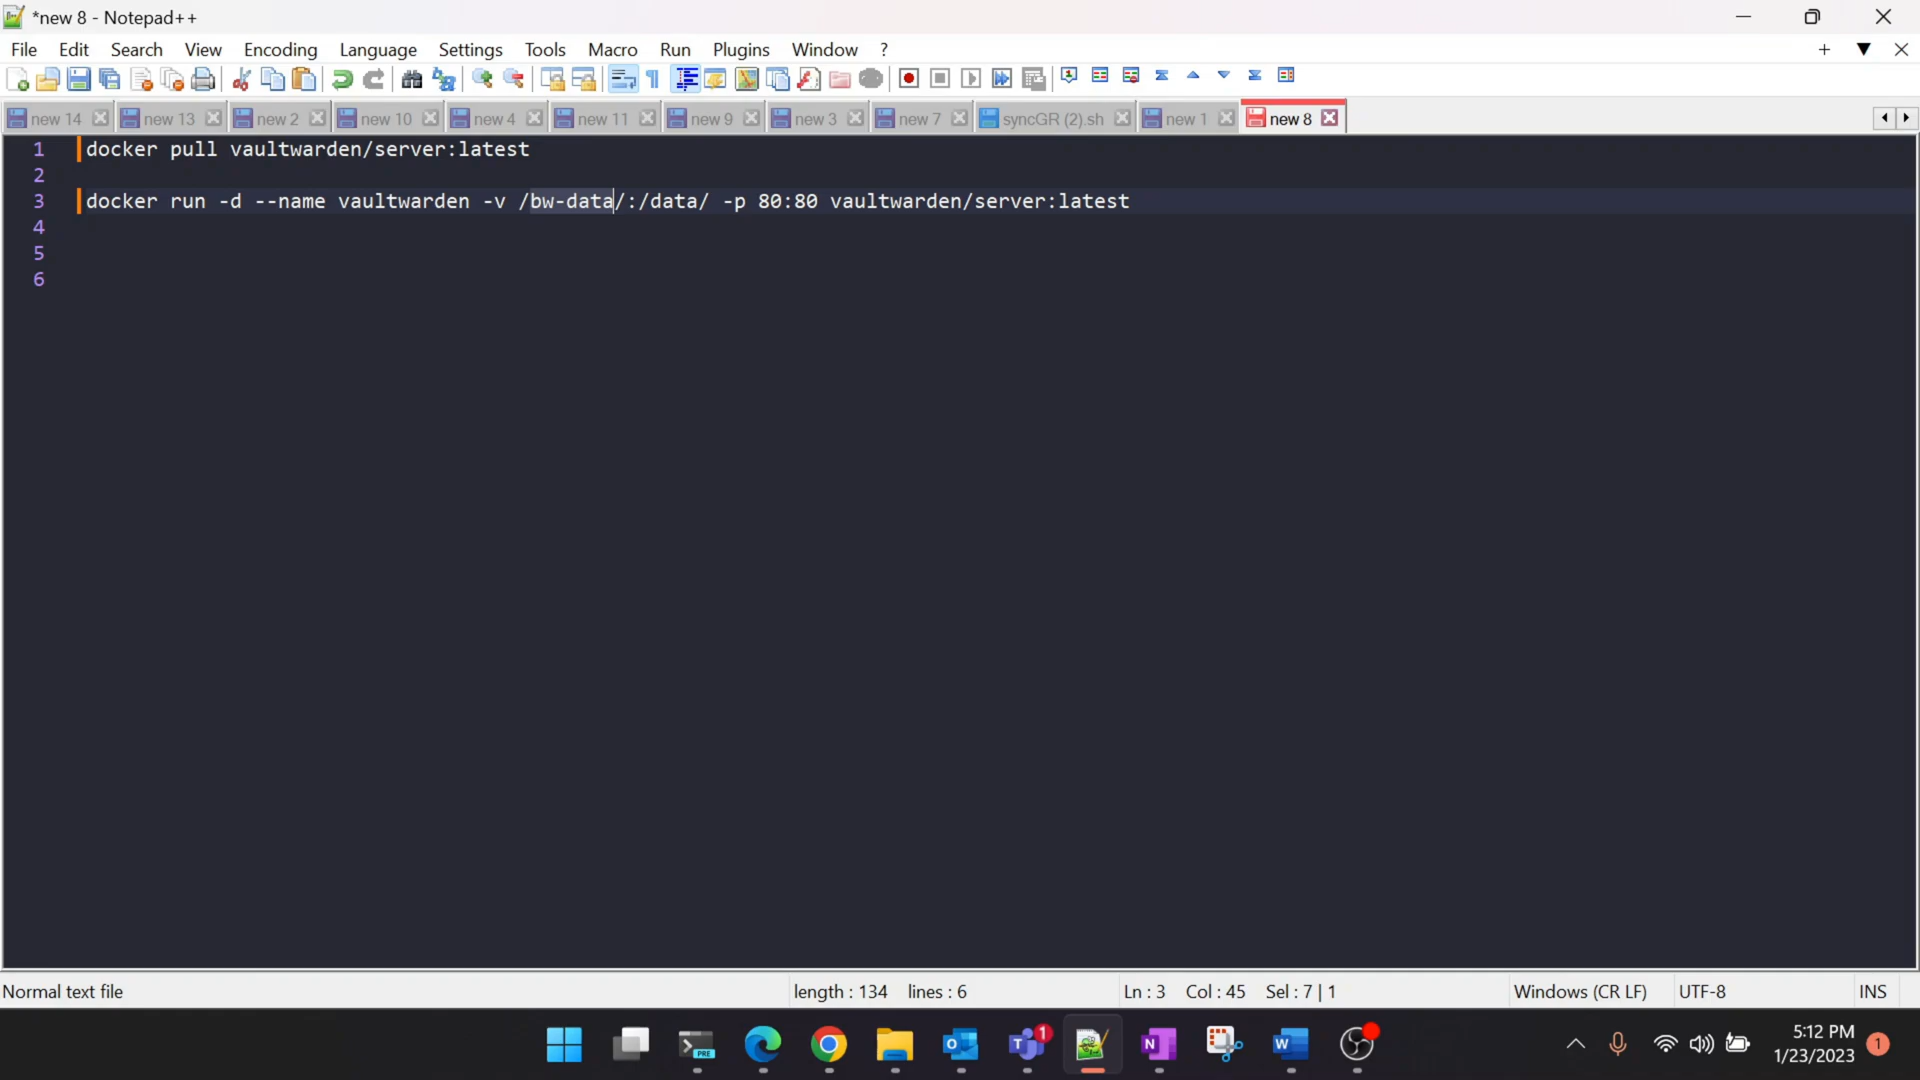 *new 8 - Notepad++
File Edit Search View Encoding Language Settings Tools Macro Run Plugins Window ?
new 14 new 13 new 2 new 10 new 4 new 11 new 9 new 3 new 7 syncGR (2).sh new 1 new 8
1 docker pull vaultwarden/server:latest
2
3 docker run -d --name vaultwarden -v /bw-data/:/data/ -p 80:80 vaultwarden/server:latest
4
5
6
Normal text file length : 134 lines : 6 Ln : 3 Col : 45 Sel : 7 | 1 Windows (CR LF) UTF-8 INS
5:12 PM
1/23/2023
1
1
PRE